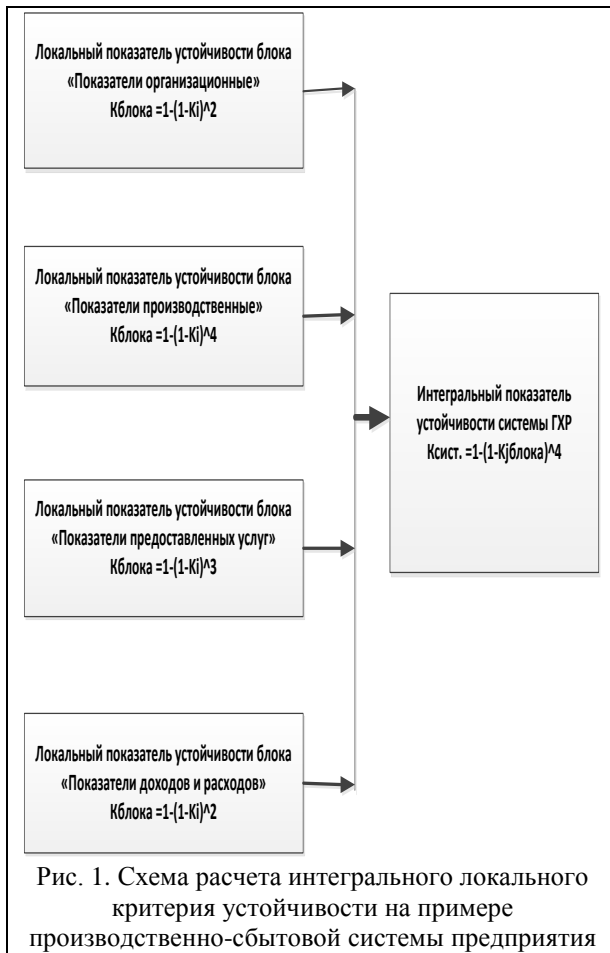 Локальный показатель устойчивости блока
«Показатели организационные»
Кблока =1-(1-Ki)^2
Локальный показатель устойчивости блока
«Показатели производственные»
Кблока =1-(1-Ki)^4
Интегральный показатель
устойчивости системы ГХР
Ксист. =1-(1-Кjблока)^4
Локальный показатель устойчивости блока
«Показатели предоставленных услуг»
Кблока =1-(1-Ki)^3
Локальный показатель устойчивости блока
«Показатели доходов и расходов»
Кблока =1-(1-Ki)^2
Рис. 1. Схема расчета интегрального локального
критерия устойчивости на примере
производственно-сбытовой системы предприятия